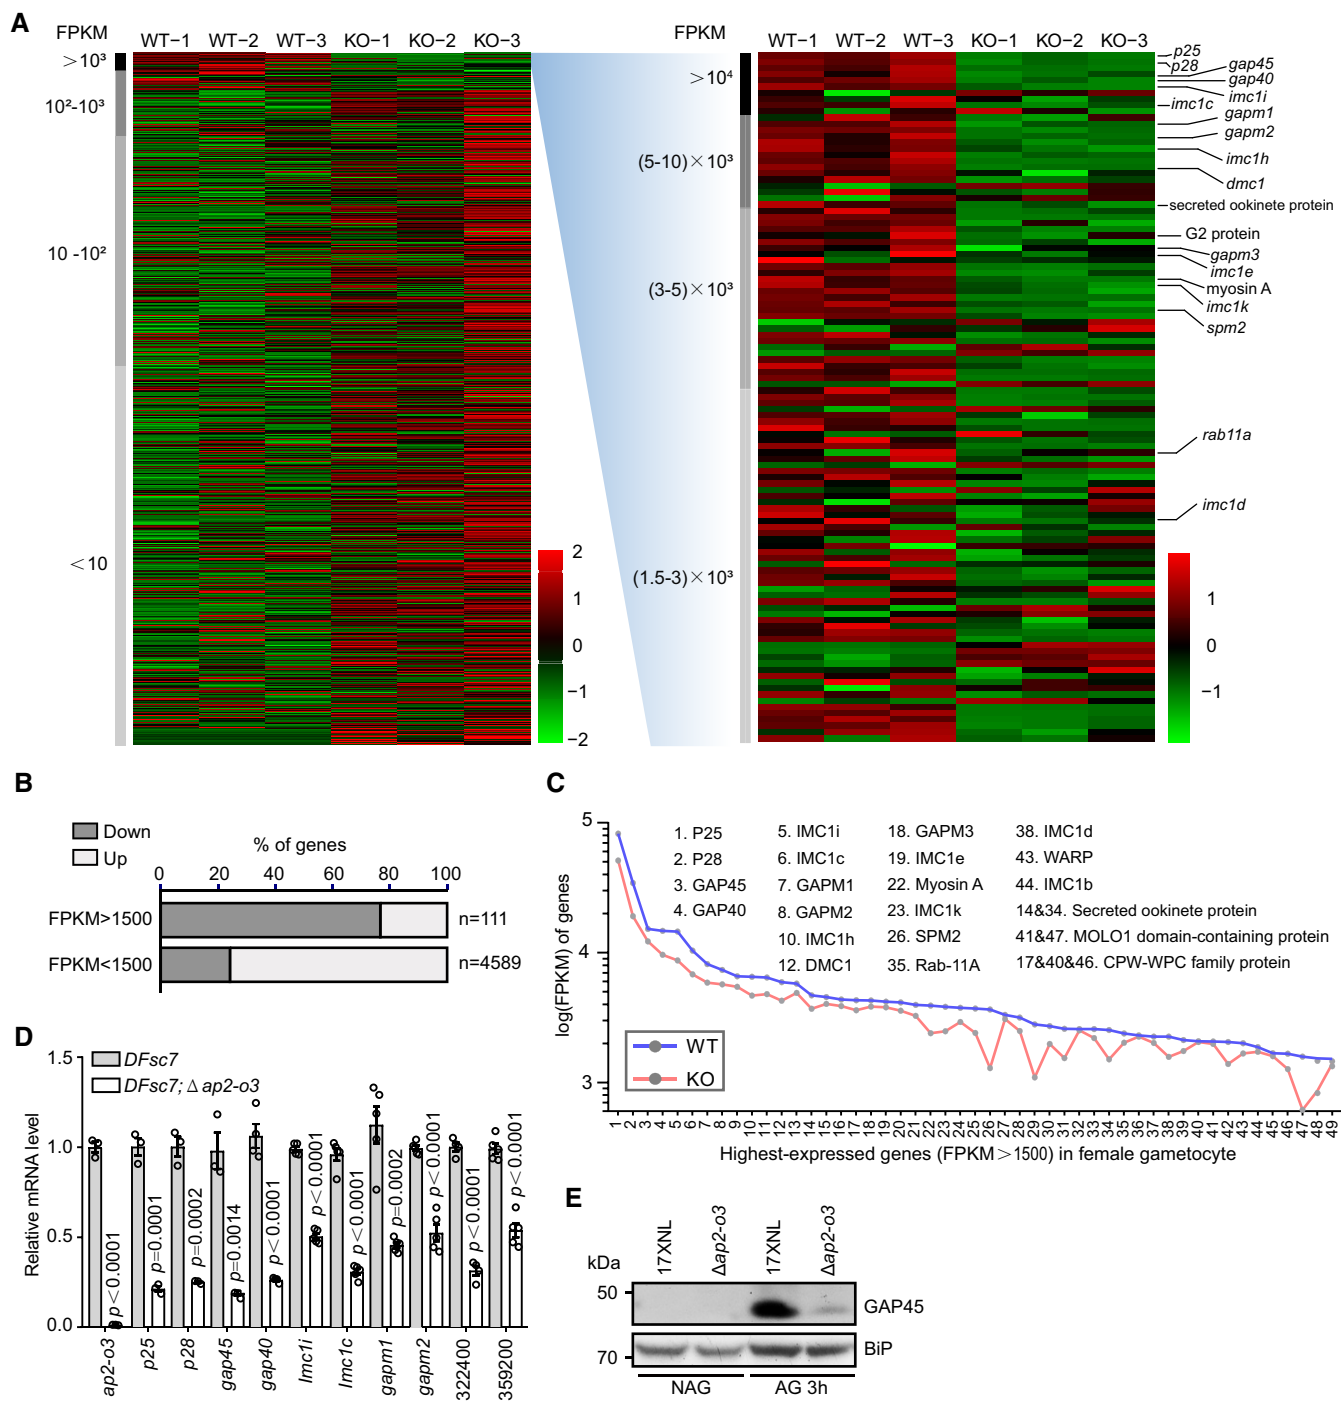 A
FPKM
WT−1 WT−2 WT−3 KO−1 KO−2 KO−3
>10³
10²-10³
10 -10²
<10
2
1
0
−1
−2
FPKM
WT−1 WT−2 WT−3 KO−1 KO−2 KO−3
>10⁴
(5-10)×10³
(3-5)×10³
(1.5-3)×10³
p25
p28
gap45
gap40
imc1i
imc1c
gapm1
gapm2
imc1h
dmc1
secreted ookinete protein
G2 protein
gapm3
imc1e
myosin A
imc1k
spm2
rab11a
imc1d
1
0
−1
B
Down
Up
% of genes
0 20 40 60 80 100
FPKM>1500 n=111
FPKM<1500 n=4589
C
log(FPKM) of genes
5
4
3
1. P25
2. P28
3. GAP45
4. GAP40
5. IMC1i
6. IMC1c
7. GAPM1
8. GAPM2
10. IMC1h
12. DMC1
18. GAPM3
19. IMC1e
22. Myosin A
23. IMC1k
26. SPM2
35. Rab-11A
38. IMC1d
43. WARP
44. IMC1b
14&34. Secreted ookinete protein
41&47. MOLO1 domain-containing protein
17&40&46. CPW-WPC family protein
WT
KO
1 2 3 4 5 6 7 8 9 10 11 12 13 14 15 16 17 18 19 20 21 22 23 24 25 26 27 28 29 30 31 32 33 34 35 36 37 38 39 40 41 42 43 44 45 46 47 48 49
Highest-expressed genes (FPKM>1500) in female gametocyte
D
DFsc7
DFsc7; Δ ap2-o3
Relative mRNA level
1.5
1.0
0.5
0.0
p<0.0001
p=0.0001
p=0.0002
p=0.0014
p<0.0001
p<0.0001
p<0.0001
p=0.0002
p<0.0001
p<0.0001
p<0.0001
ap2-o3
p25
p28
gap45
gap40
Imc1i
Imc1c
gapm1
gapm2
322400
359200
E
kDa
17XNL
Δap2-o3
17XNL
Δap2-o3
50
GAP45
70
BiP
NAG
AG 3h